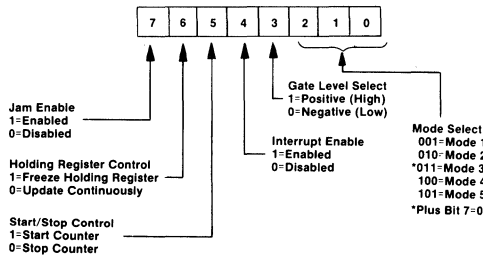 7 6 5 4 3 2 1 0
Gate Level Select
1=Positive (High)
0=Negative (Low)
Jam Enable
1=Enabled
0=Disabled
Mode Select
001=Mode 1
010=Mode 2
*011=Mode 3
100=Mode 4
101=Mode 5
*Plus Bit 7=0
Interrupt Enable
1=Enabled
0=Disabled
Holding Register Control
1=Freeze Holding Register
0=Update Continuously
Start/Stop Control
1=Start Counter
0=Stop Counter